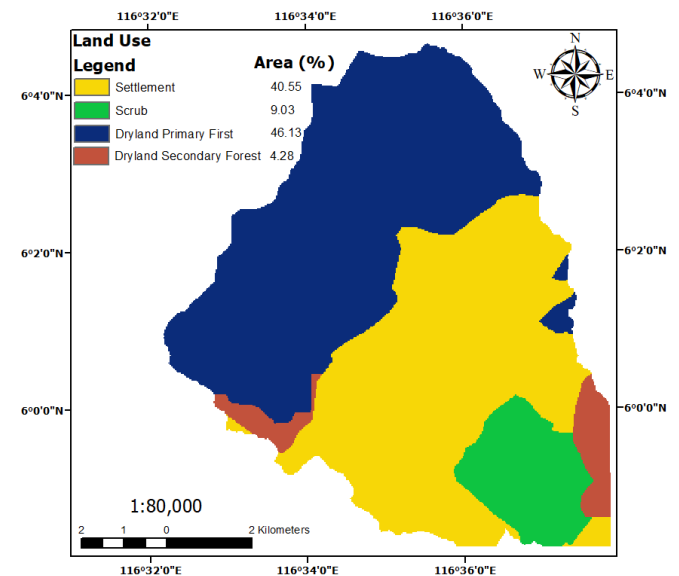 116°32'0"E 116°34'0"E 116°36'0"E
Land Use
Legend Area (%)
Settlement 40.55
Scrub 9.03
Dryland Primary First 46.13
Dryland Secondary Forest 4.28
N
W E
S
6°4'0"N 6°4'0"N
6°2'0"N 6°2'0"N
6°0'0"N 6°0'0"N
1:80,000
2 1 0 2 Kilometers
116°32'0"E 116°34'0"E 116°36'0"E